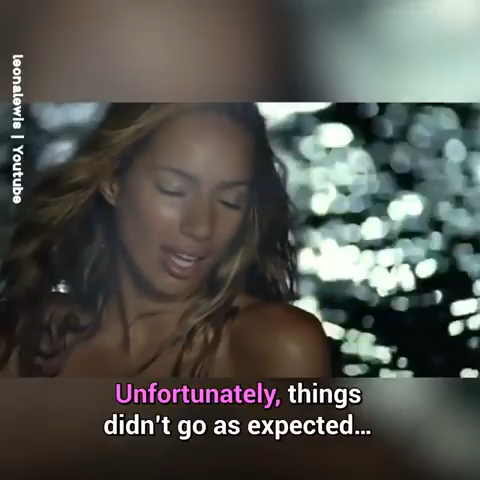 leonalewis | Youtube
Unfortunately, things
didn't go as expected...